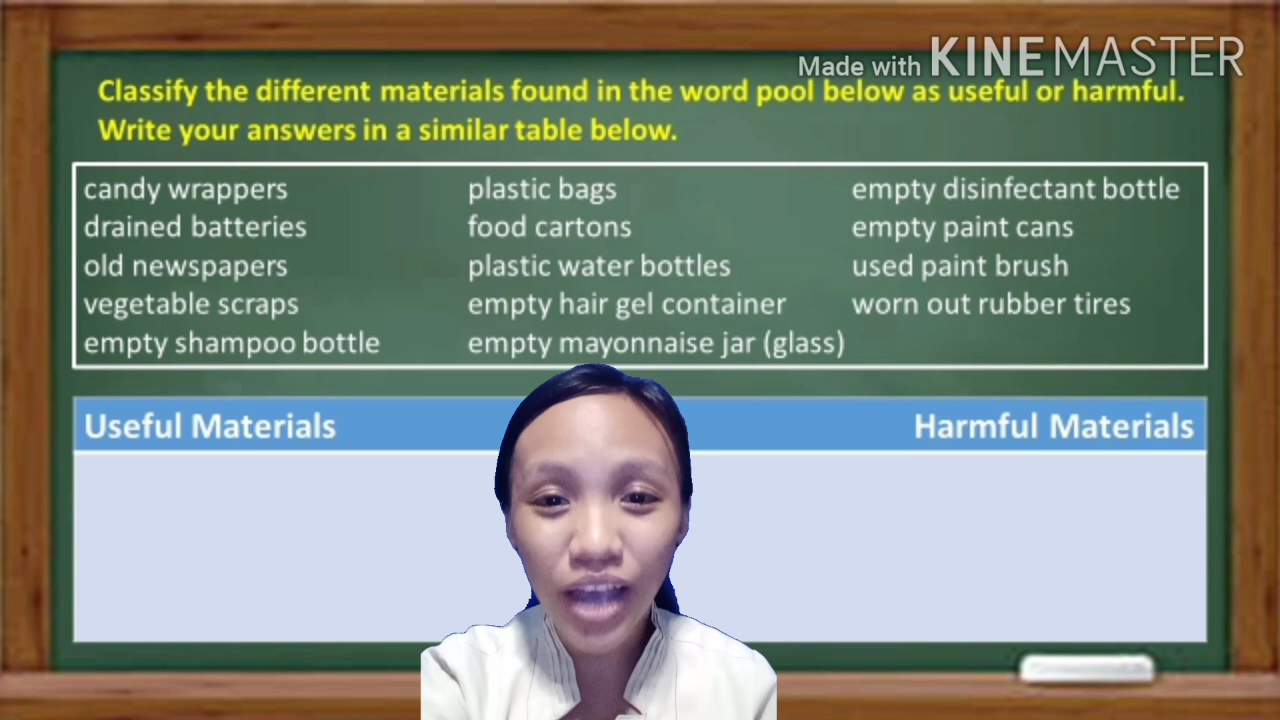 Made with KINEMASTER
Classify the different materials found in the word pool below as useful or harmful.
Write your answers in a similar table below.
candy wrappers
drained batteries
old newspapers
vegetable scraps
empty shampoo bottle
plastic bags
food cartons
plastic water bottles
empty hair gel container
empty mayonnaise jar (glass)
empty disinfectant bottle
empty paint cans
used paint brush
worn out rubber tires
Useful Materials
Harmful Materials